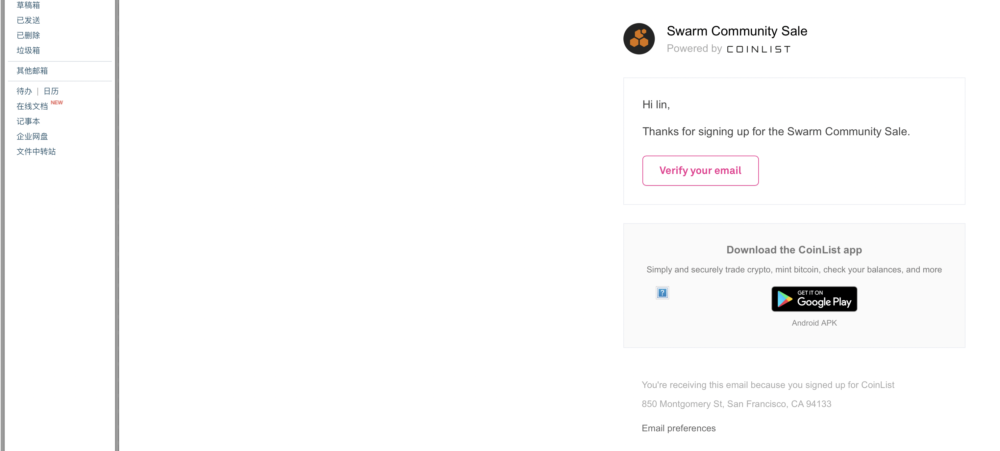 草稿箱
已发送
已删除
垃圾箱
其他邮箱
待办 | 日历
在线文档 NEW
记事本
企业网盘
文件中转站
Swarm Community Sale
Powered by COINLIST
Hi lin,
Thanks for signing up for the Swarm Community Sale.
Verify your email
Download the CoinList app
Simply and securely trade crypto, mint bitcoin, check your balances, and more
?
GET IT ON
Google Play
Android APK
You're receiving this email because you signed up for CoinList
850 Montgomery St, San Francisco, CA 94133
Email preferences